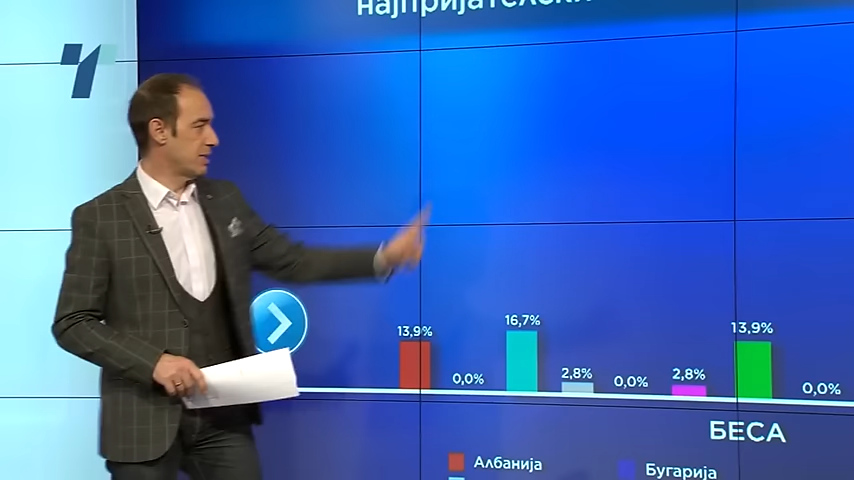 најпријателски
16,7%
13,9%
13,9%
2,8%
2,8%
0,0%
0,0%
0,0%
БЕСА
Албанија
Бугарија